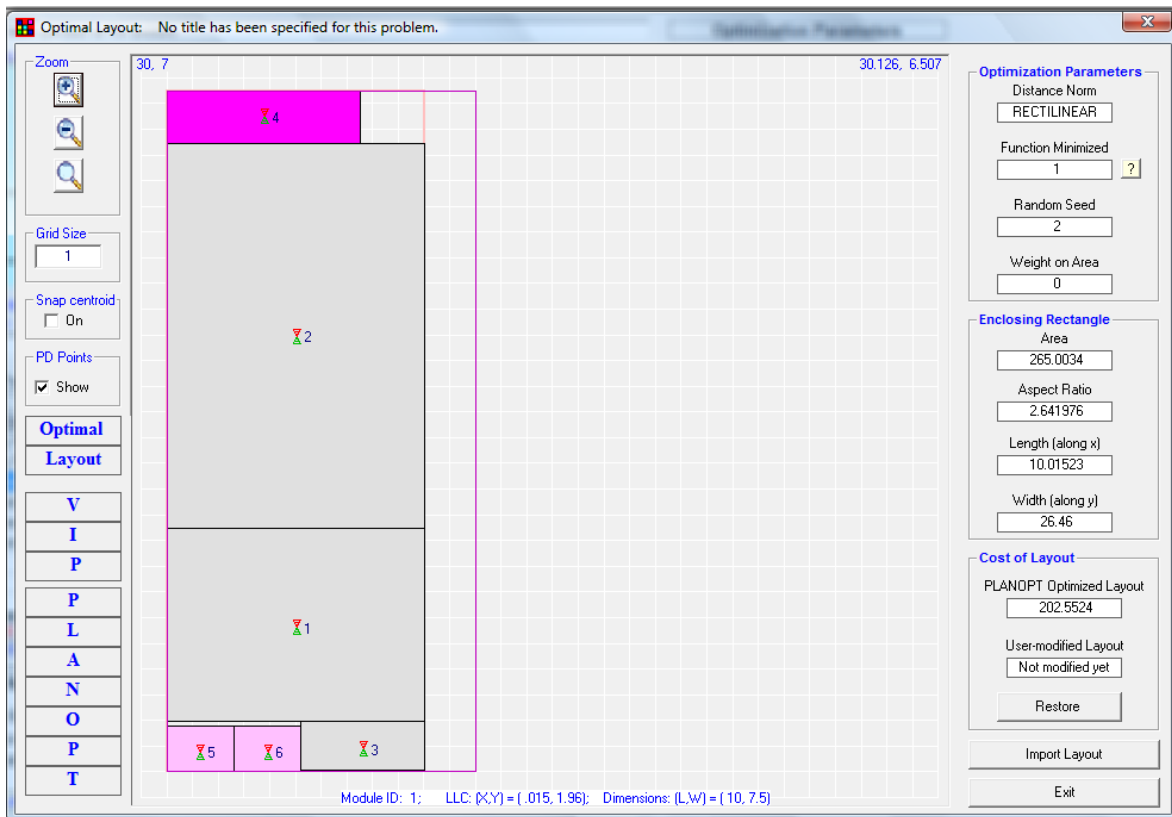 Optimal Layout: No title has been specified for this problem.
Optimization Parameters
Zoom
Grid Size
1
Snap centroid
On
PD Points
Show
Optimal
Layout
V
I
P
P
L
A
N
O
P
T
30, 7
30.126, 6.507
4
2
1
5
6
3
Module ID: 1; LLC: (X,Y) = ( .015, 1.96); Dimensions: (L,W) = ( 10, 7.5)
Optimization Parameters
Distance Norm
RECTILINEAR
Function Minimized
1
?
Random Seed
2
Weight on Area
0
Enclosing Rectangle
Area
265.0034
Aspect Ratio
2.641976
Length (along x)
10.01523
Width (along y)
26.46
Cost of Layout
PLANOPT Optimized Layout
202.5524
User-modified Layout
Not modified yet
Restore
Import Layout
Exit